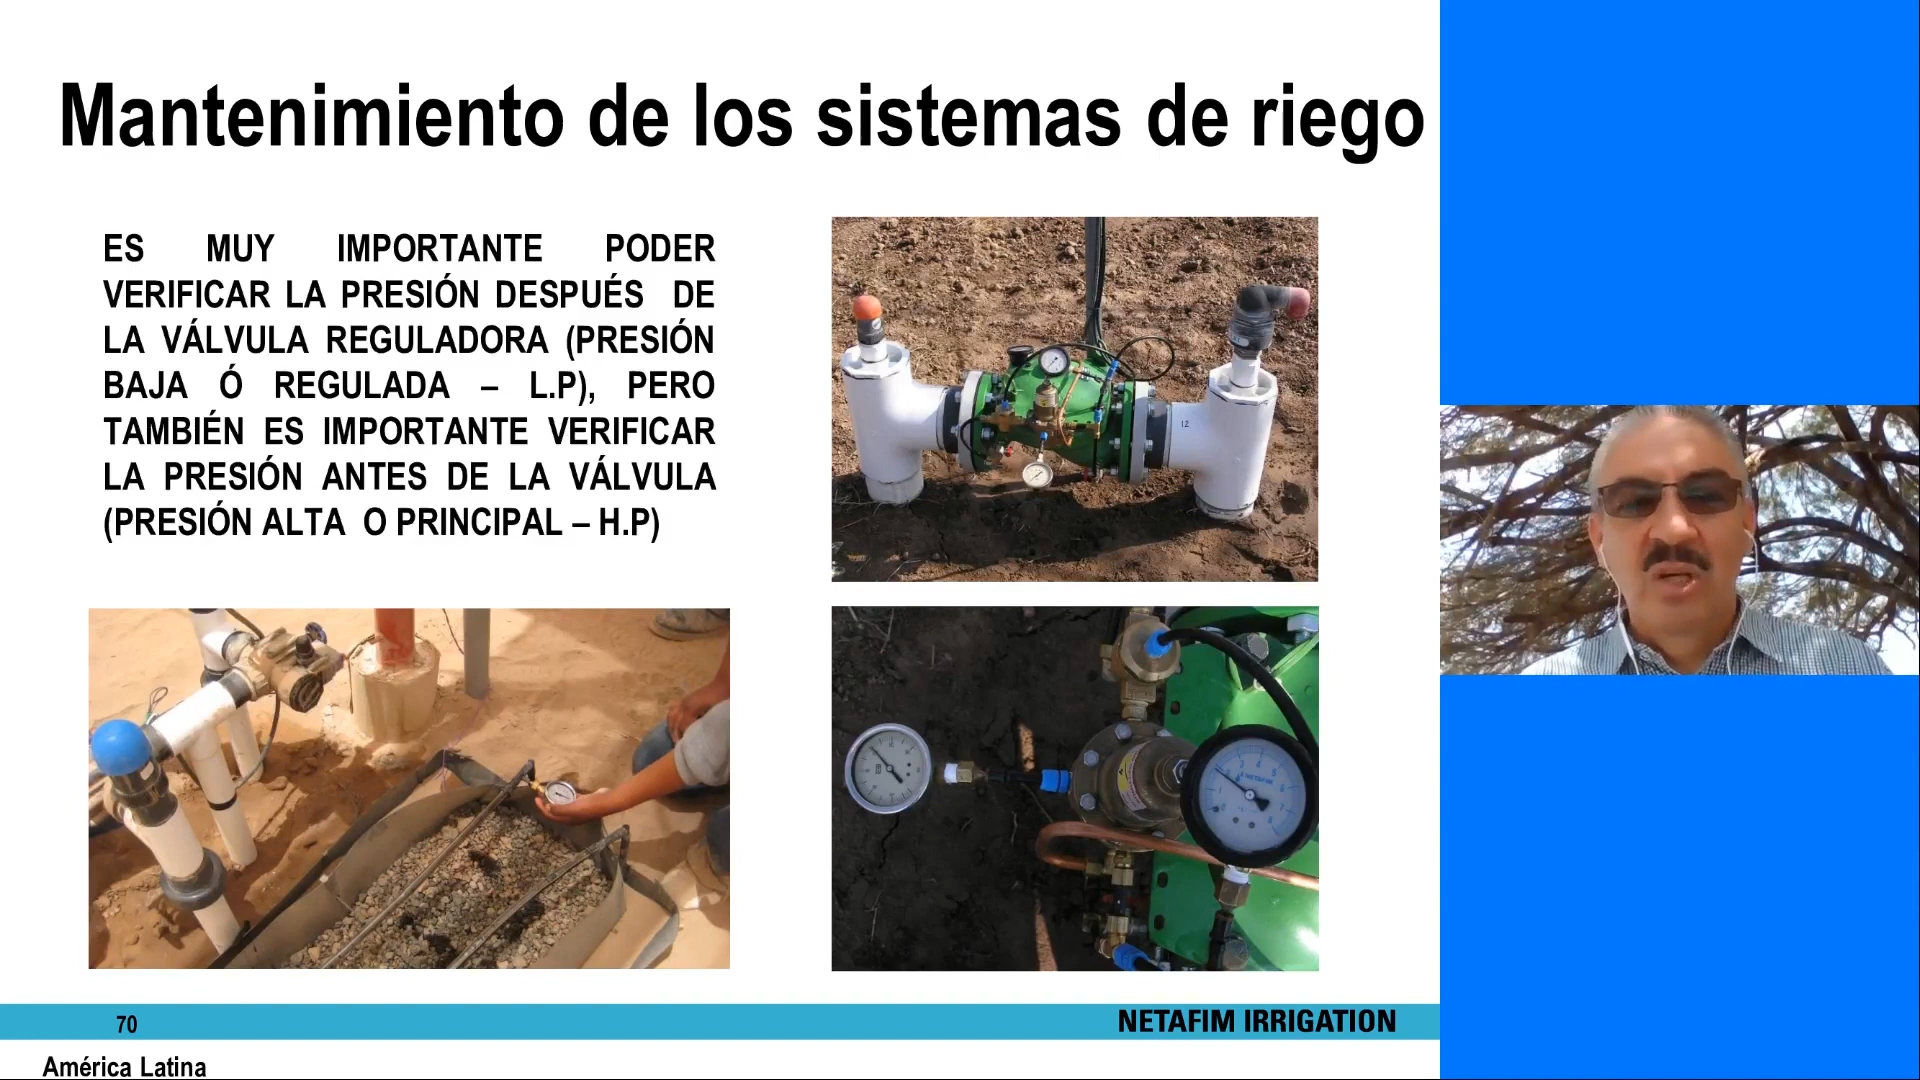 Mantenimiento de los sistemas de riego
ES MUY IMPORTANTE PODER
VERIFICAR LA PRESIÓN DESPUÉS DE
LA VÁLVULA REGULADORA (PRESIÓN
BAJA Ó REGULADA – L.P), PERO
TAMBIÉN ES IMPORTANTE VERIFICAR
LA PRESIÓN ANTES DE LA VÁLVULA
(PRESIÓN ALTA O PRINCIPAL – H.P)
12
NETAFIM
70
NETAFIM IRRIGATION
América Latina